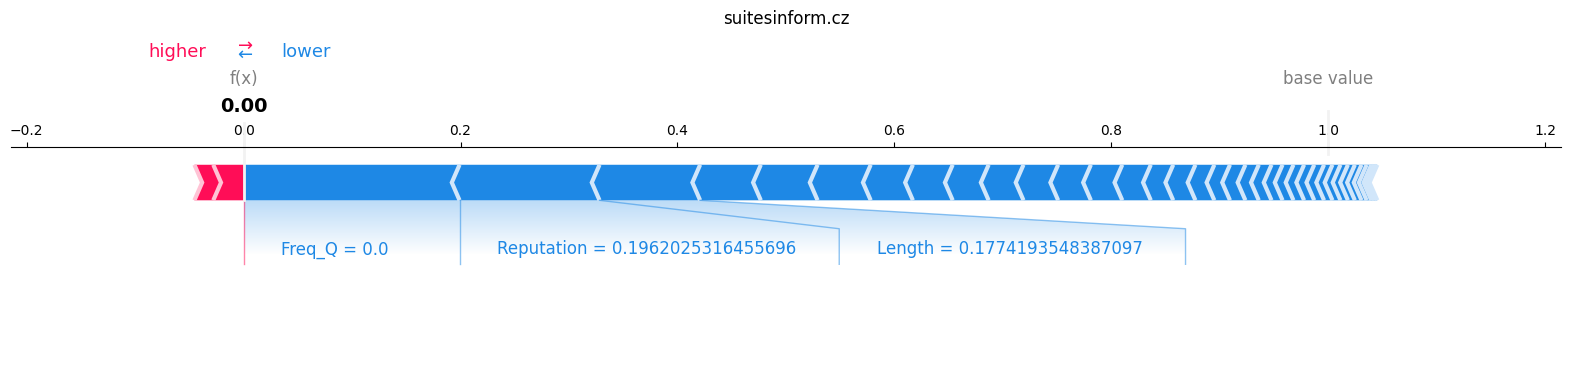 suitesinform.cz
higher ⇄ lower
f(x) base value
0.00
−0.2 0.0 0.2 0.4 0.6 0.8 1.0 1.2
Freq_Q = 0.0 Reputation = 0.1962025316455696 Length = 0.1774193548387097